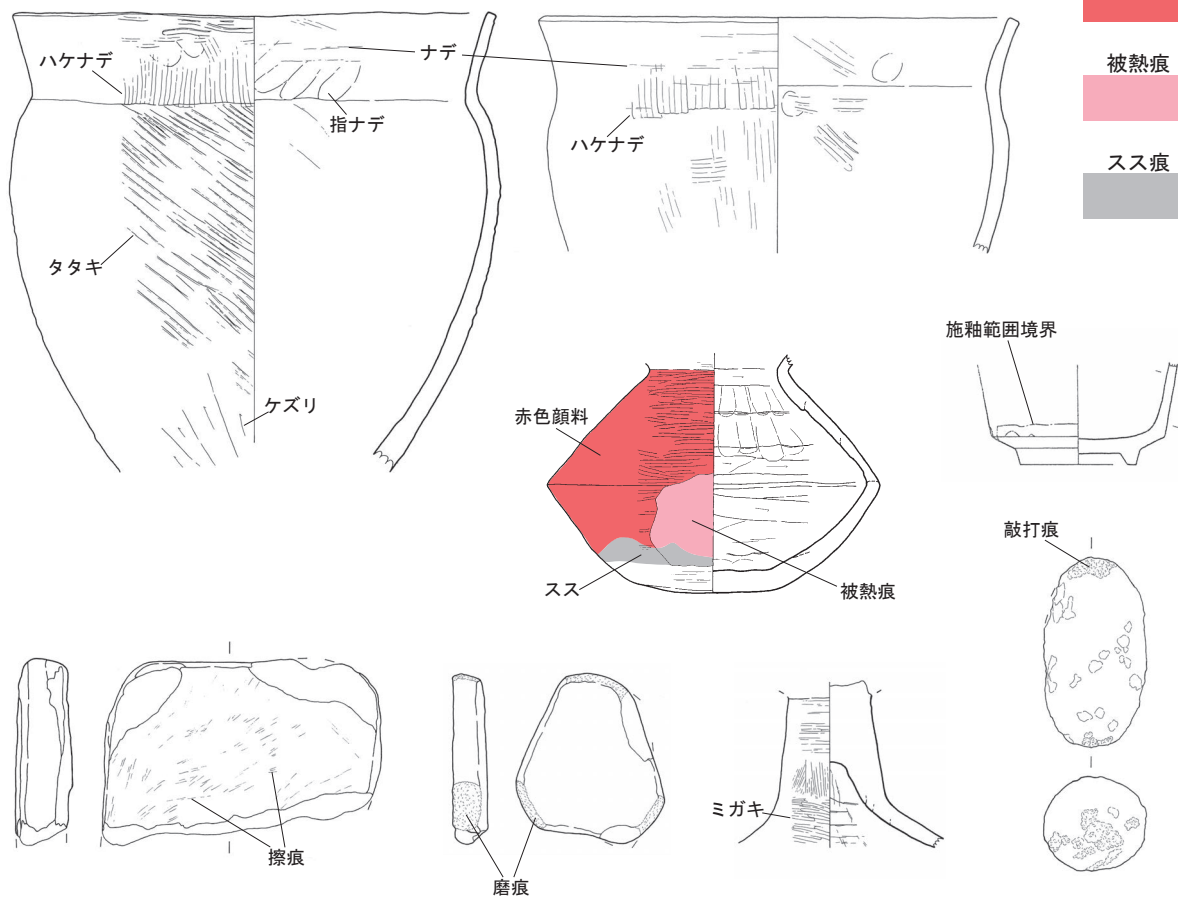 ハケナデ
ナデ
指ナデ
ハケナデ
被熱痕
スス痕
タタキ
ケズリ
施釉範囲境界
赤色顔料
スス
被熱痕
敲打痕
擦痕
磨痕
ミガキ